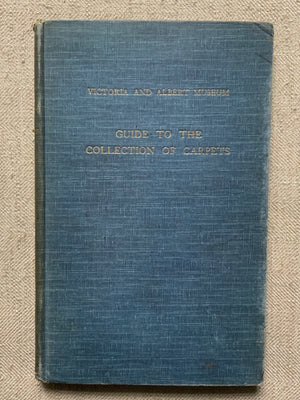 VICTORIA AND ALBERT MUSEUM
GUIDE TO THE
COLLECTION OF CARPETS